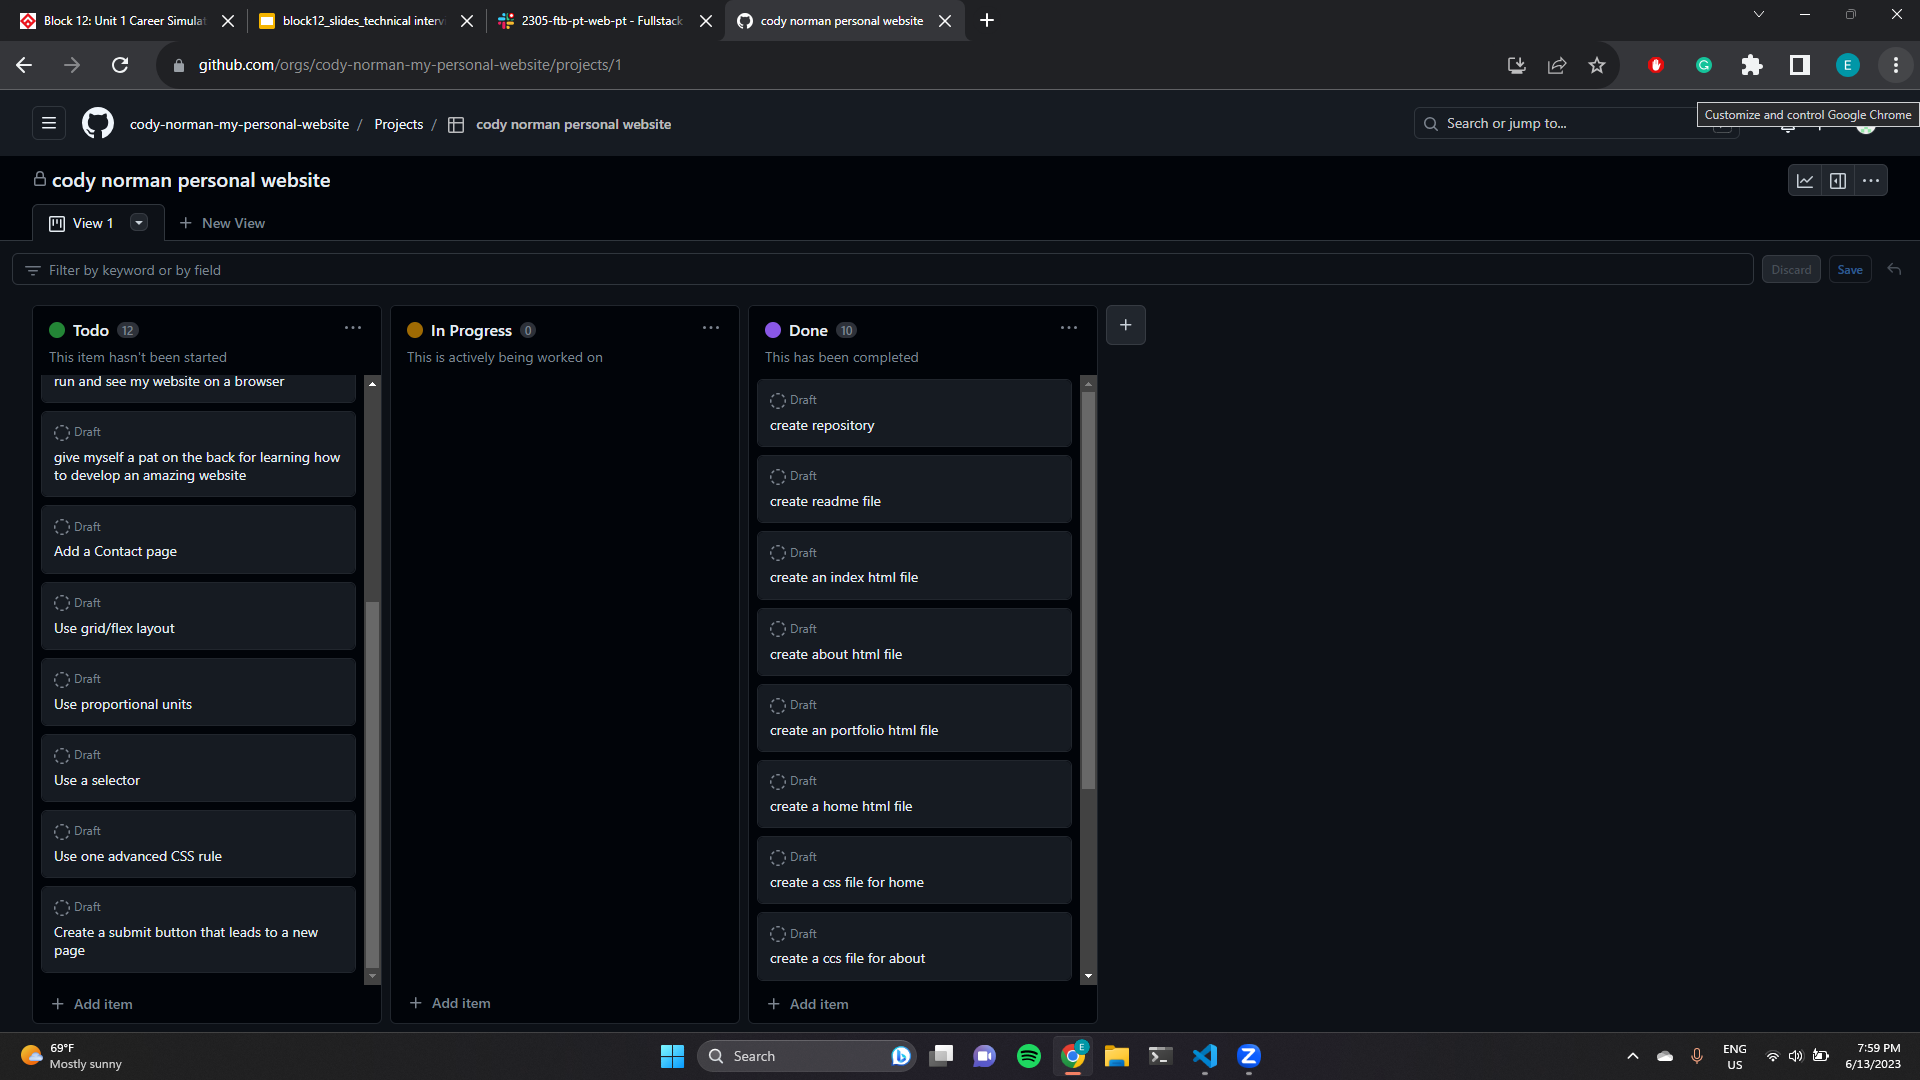 Block 12: Unit 1 Career Simulat
block12_slides_technical interv
2305-ftb-pt-web-pt - Fullstack
cody norman personal website
github.com/orgs/cody-norman-my-personal-website/projects/1
E
cody-norman-my-personal-website / Projects / cody norman personal website
Search or jump to...
Customize and control Google Chrome
cody norman personal website
View 1
New View
Filter by keyword or by field
Discard
Save
Todo 12
This item hasn't been started
run and see my website on a browser
Draft
give myself a pat on the back for learning how
to develop an amazing website
Draft
Add a Contact page
Draft
Use grid/flex layout
Draft
Use proportional units
Draft
Use a selector
Draft
Use one advanced CSS rule
Draft
Create a submit button that leads to a new
page
Add item
In Progress 0
This is actively being worked on
Add item
Done 10
This has been completed
Draft
create repository
Draft
create readme file
Draft
create an index html file
Draft
create about html file
Draft
create an portfolio html file
Draft
create a home html file
Draft
create a css file for home
Draft
create a ccs file for about
Add item
69°F
Mostly sunny
Search
E
ENG
US
7:59 PM
6/13/2023